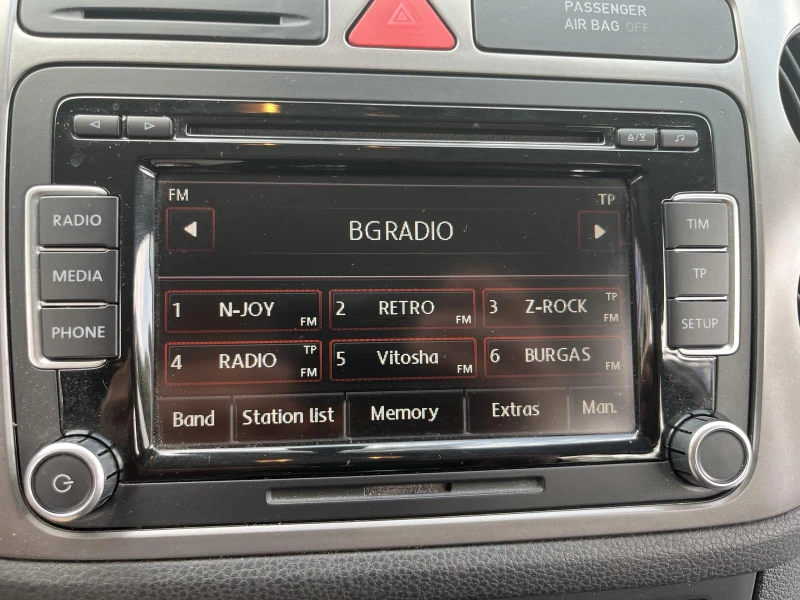 PASSENGER
AIR BAG OFF
FM
TP
RADIO
BGRADIO
TIM
MEDIA
TP
1 N-JOY FM
2 RETRO FM
3 Z-ROCK TP FM
PHONE
SETUP
4 RADIO TP FM
5 Vitosha FM
6 BURGAS FM
Band
Station list
Memory
Extras
Man.